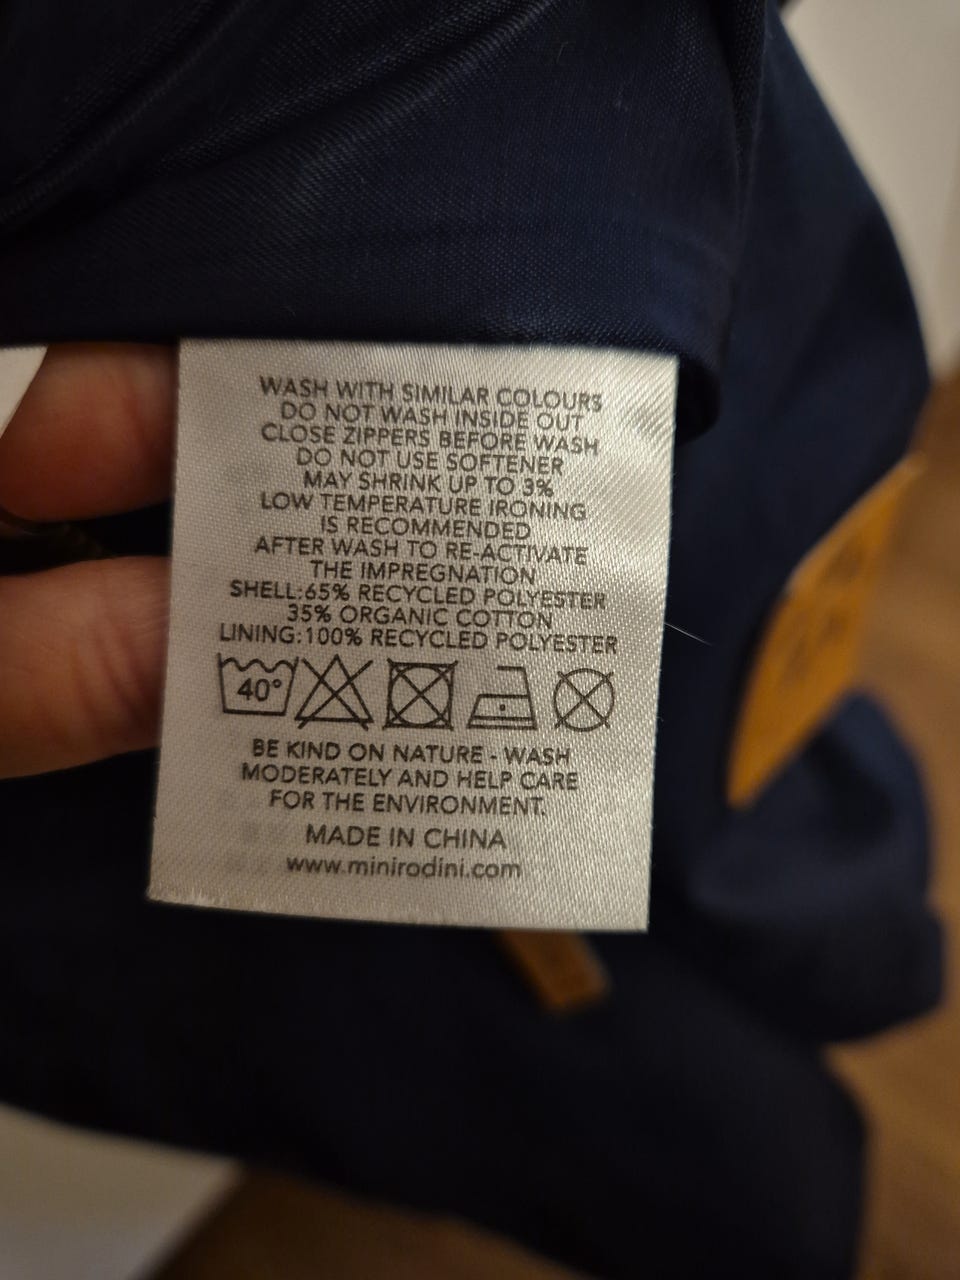 WASH WITH SIMILAR COLOURS
DO NOT WASH INSIDE OUT
CLOSE ZIPPERS BEFORE WASH
DO NOT USE SOFTENER
MAY SHRINK UP TO 3%
LOW TEMPERATURE IRONING
IS RECOMMENDED
AFTER WASH TO RE-ACTIVATE
THE IMPREGNATION
SHELL:65% RECYCLED POLYESTER
35% ORGANIC COTTON
LINING:100% RECYCLED POLYESTER
40°
BE KIND ON NATURE - WASH
MODERATELY AND HELP CARE
FOR THE ENVIRONMENT.
MADE IN CHINA
www.minirodini.com